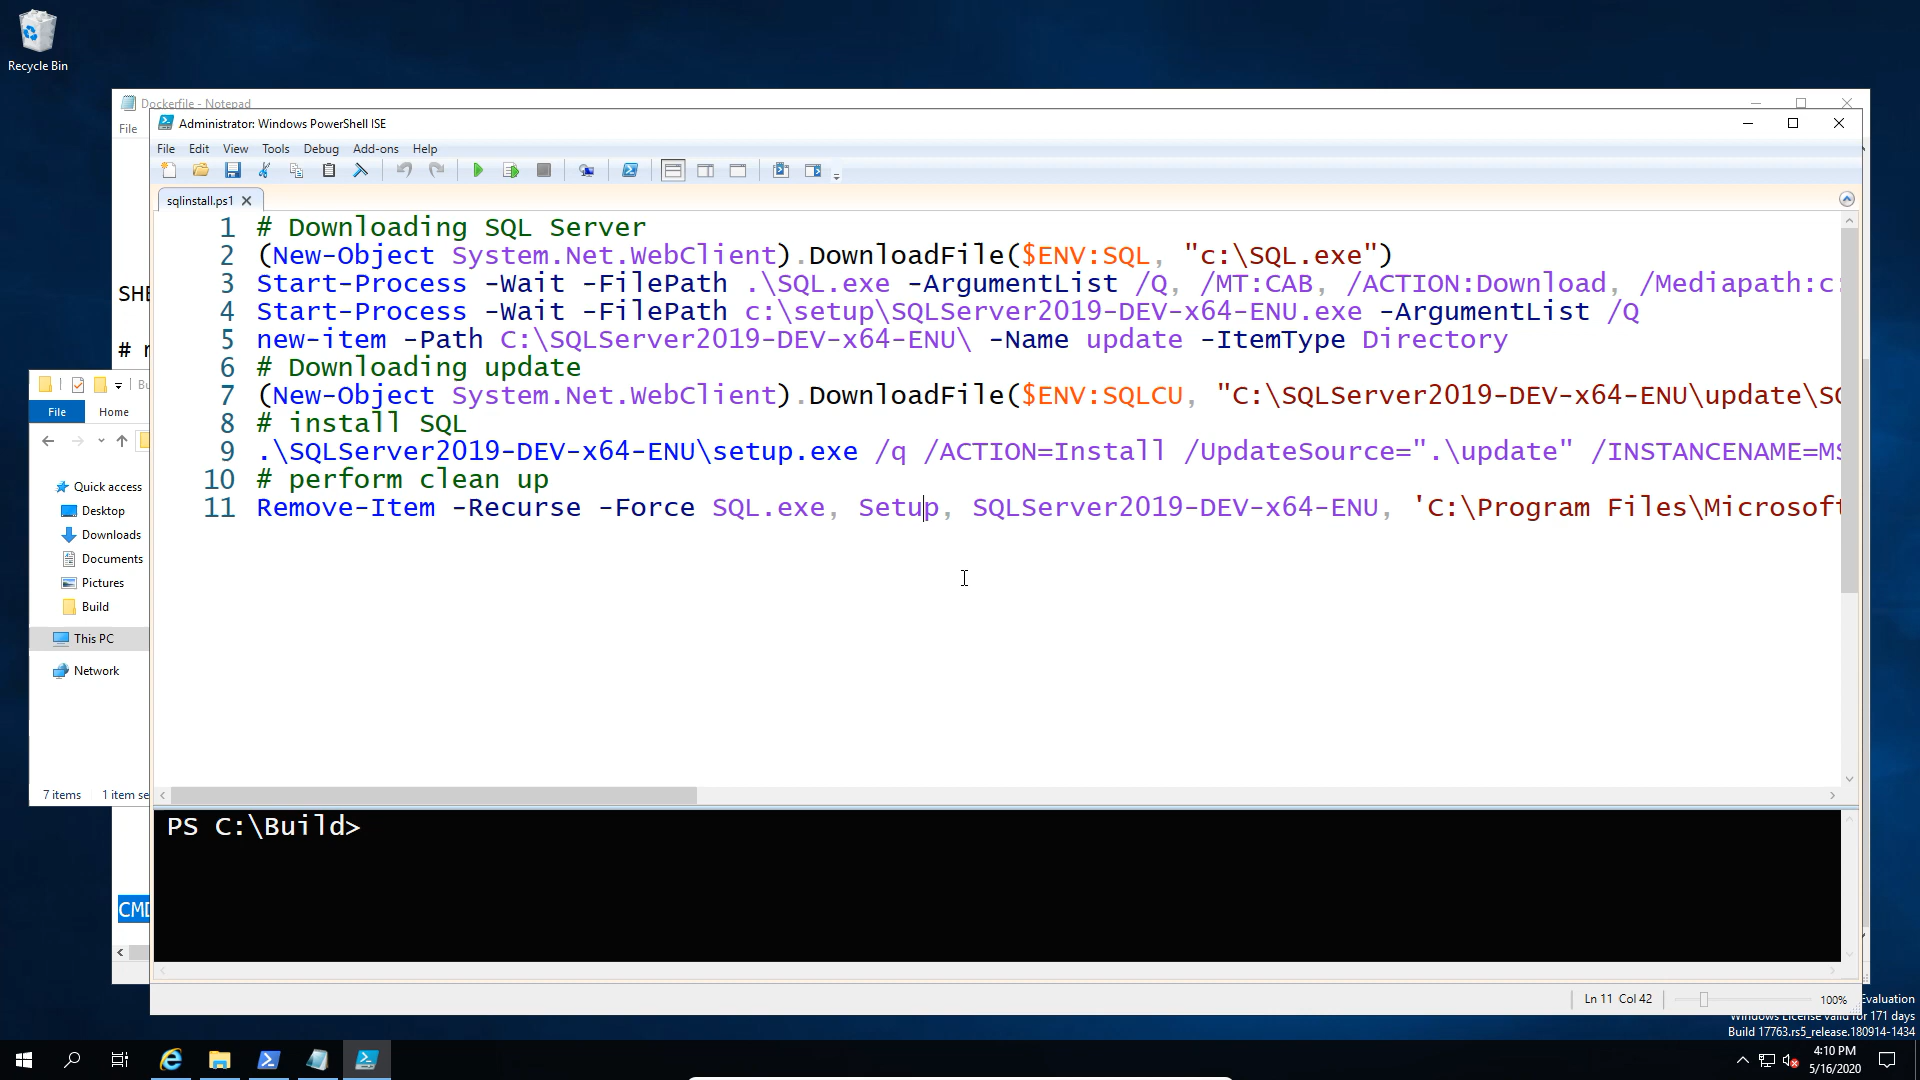 Recycle Bin
Dockerfile - Notepad
File
Administrator: Windows PowerShell ISE
File Edit View Tools Debug Add-ons Help
sqlinstall.ps1
1 # Downloading SQL Server
2 (New-Object System.Net.WebClient).DownloadFile($ENV:SQL, "c:\SQL.exe")
3 Start-Process -Wait -FilePath .\SQL.exe -ArgumentList /Q, /MT:CAB, /ACTION:Download, /Mediapath:c:
4 Start-Process -Wait -FilePath c:\setup\SQLServer2019-DEV-x64-ENU.exe -ArgumentList /Q
5 new-item -Path C:\SQLServer2019-DEV-x64-ENU\ -Name update -ItemType Directory
6 # Downloading update
7 (New-Object System.Net.WebClient).DownloadFile($ENV:SQLCU, "C:\SQLServer2019-DEV-x64-ENU\update\SQ
8 # install SQL
9 .\SQLServer2019-DEV-x64-ENU\setup.exe /q /ACTION=Install /UpdateSource=".\update" /INSTANCENAME=MS
10 # perform clean up
11 Remove-Item -Recurse -Force SQL.exe, Setup, SQLServer2019-DEV-x64-ENU, 'C:\Program Files\Microsoft
SHE
#
Bu
File Home
Quick access
Desktop
Downloads
Documents
Pictures
Build
This PC
Network
7 items 1 item se
PS C:\Build>
CMD
Ln 11 Col 42 100%
Evaluation
Windows License valid for 171 days
Build 17763.rs5_release.180914-1434
4:10 PM
5/16/2020